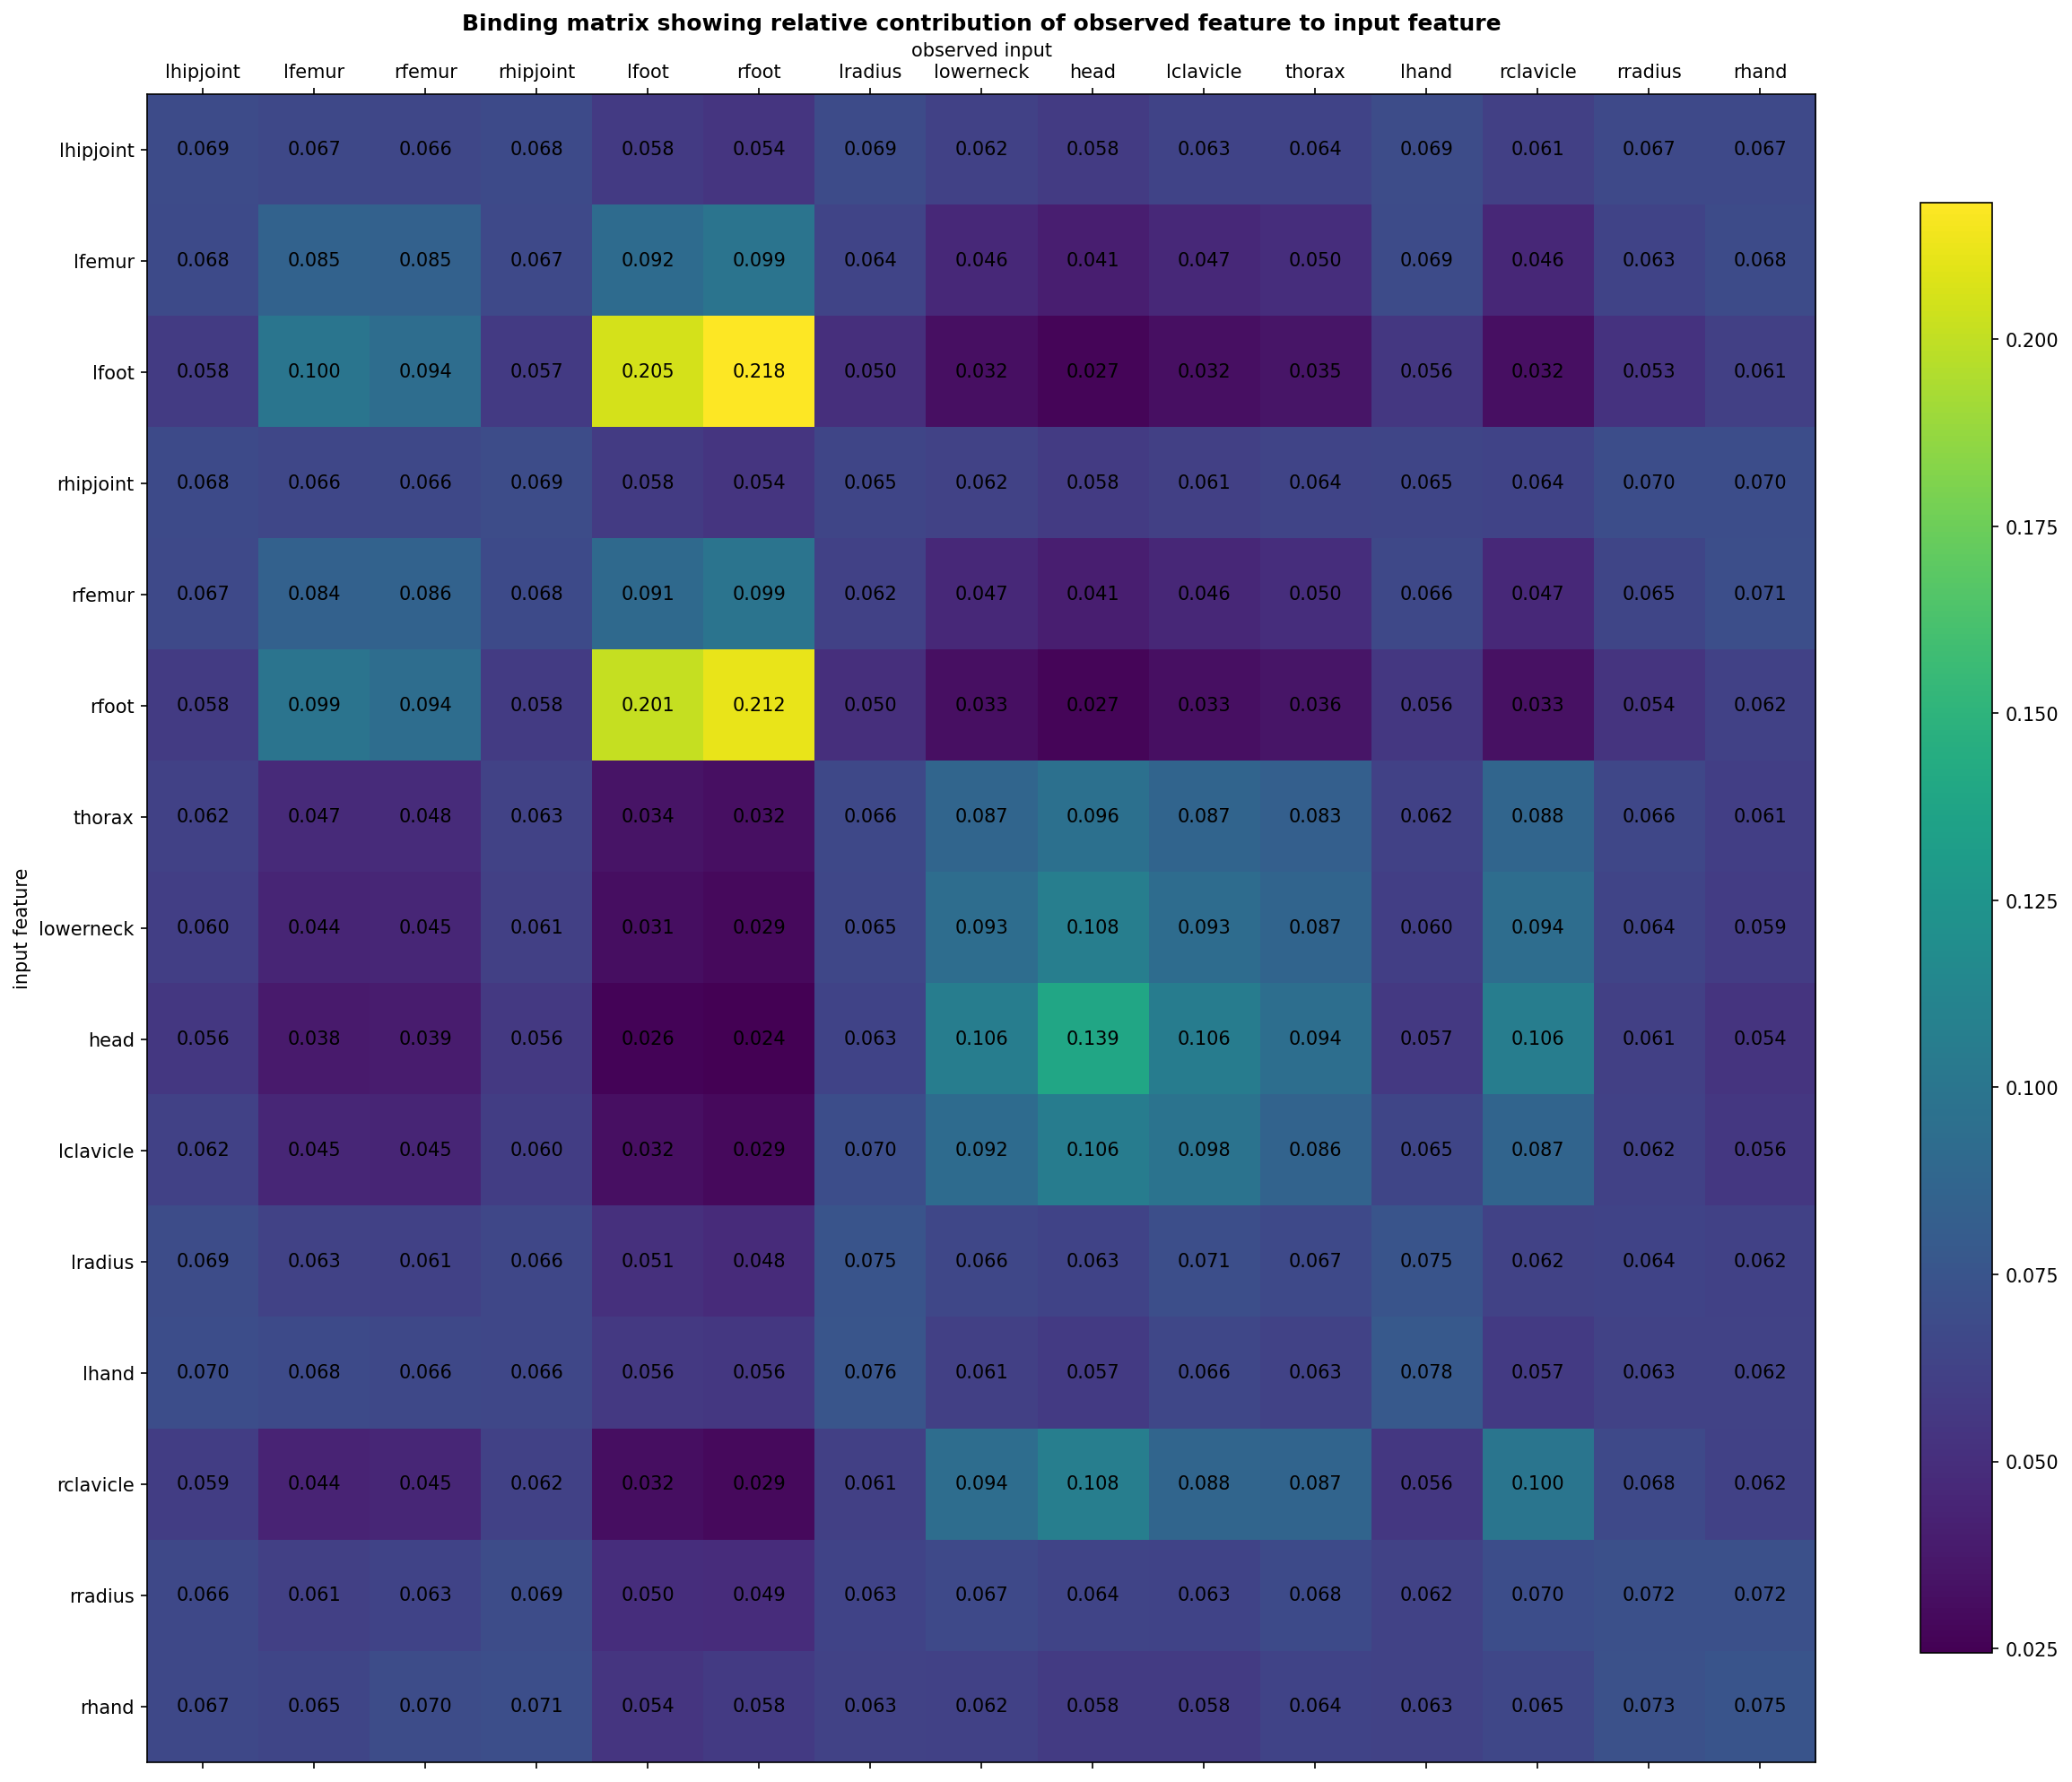 Binding matrix showing relative contribution of observed feature to input feature
observed input
lhipjoint lfemur rfemur rhipjoint lfoot rfoot lradius lowerneck head lclavicle thorax lhand rclavicle rradius rhand
lhipjoint 0.069 0.067 0.066 0.068 0.058 0.054 0.069 0.062 0.058 0.063 0.064 0.069 0.061 0.067 0.067
lfemur 0.068 0.085 0.085 0.067 0.092 0.099 0.064 0.046 0.041 0.047 0.050 0.069 0.046 0.063 0.068
lfoot 0.058 0.100 0.094 0.057 0.205 0.218 0.050 0.032 0.027 0.032 0.035 0.056 0.032 0.053 0.061
rhipjoint 0.068 0.066 0.066 0.069 0.058 0.054 0.065 0.062 0.058 0.061 0.064 0.065 0.064 0.070 0.070
rfemur 0.067 0.084 0.086 0.068 0.091 0.099 0.062 0.047 0.041 0.046 0.050 0.066 0.047 0.065 0.071
rfoot 0.058 0.099 0.094 0.058 0.201 0.212 0.050 0.033 0.027 0.033 0.036 0.056 0.033 0.054 0.062
thorax 0.062 0.047 0.048 0.063 0.034 0.032 0.066 0.087 0.096 0.087 0.083 0.062 0.088 0.066 0.061
lowerneck 0.060 0.044 0.045 0.061 0.031 0.029 0.065 0.093 0.108 0.093 0.087 0.060 0.094 0.064 0.059
head 0.056 0.038 0.039 0.056 0.026 0.024 0.063 0.106 0.139 0.106 0.094 0.057 0.106 0.061 0.054
lclavicle 0.062 0.045 0.045 0.060 0.032 0.029 0.070 0.092 0.106 0.098 0.086 0.065 0.087 0.062 0.056
lradius 0.069 0.063 0.061 0.066 0.051 0.048 0.075 0.066 0.063 0.071 0.067 0.075 0.062 0.064 0.062
lhand 0.070 0.068 0.066 0.066 0.056 0.056 0.076 0.061 0.057 0.066 0.063 0.078 0.057 0.063 0.062
rclavicle 0.059 0.044 0.045 0.062 0.032 0.029 0.061 0.094 0.108 0.088 0.087 0.056 0.100 0.068 0.062
rradius 0.066 0.061 0.063 0.069 0.050 0.049 0.063 0.067 0.064 0.063 0.068 0.062 0.070 0.072 0.072
rhand 0.067 0.065 0.070 0.071 0.054 0.058 0.063 0.062 0.058 0.058 0.064 0.063 0.065 0.073 0.075
input feature
0.200
0.175
0.150
0.125
0.100
0.075
0.050
0.025